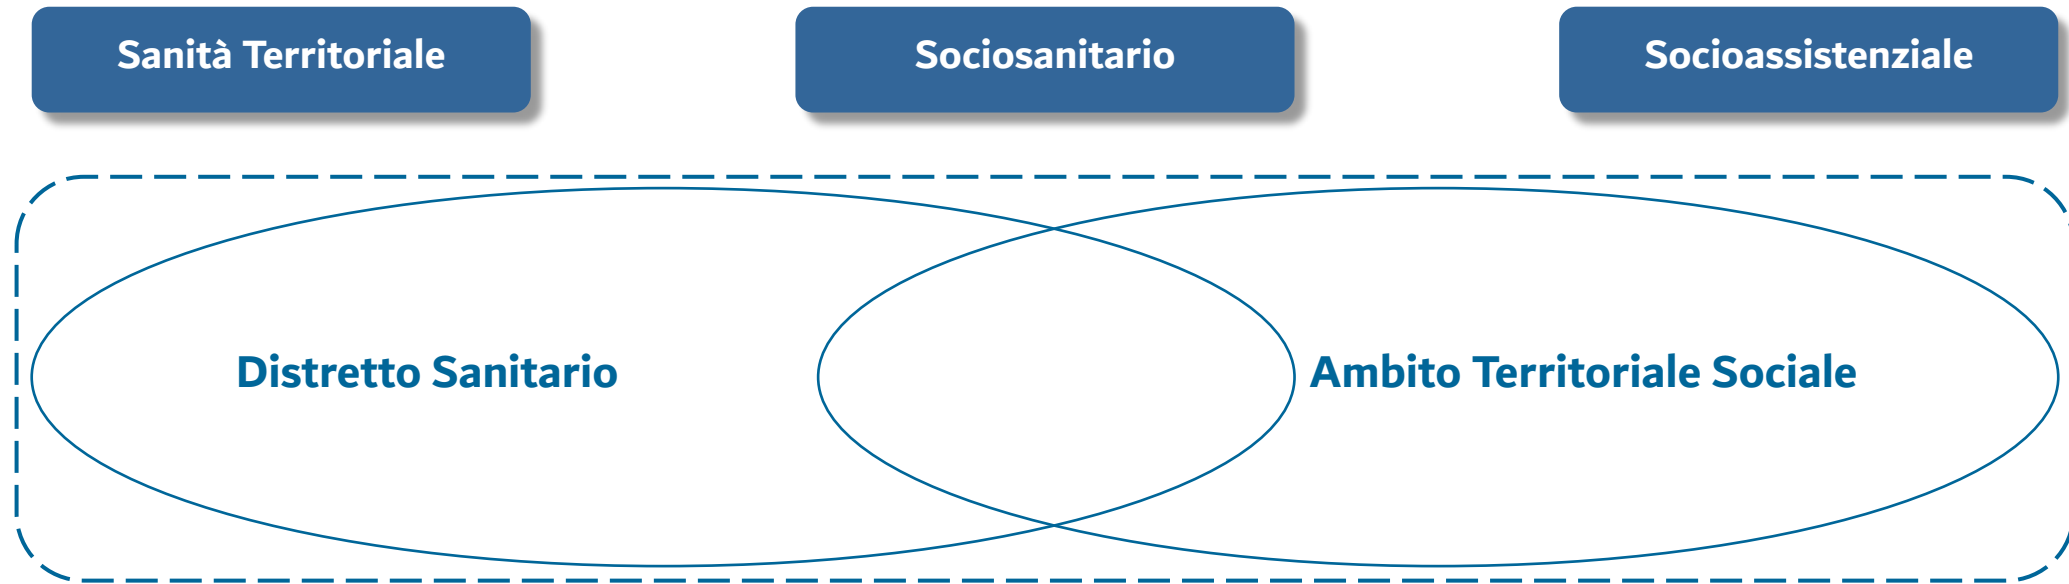 Sanità Territoriale
Sociosanitario
Socioassistenziale
Distretto Sanitario
Ambito Territoriale Sociale